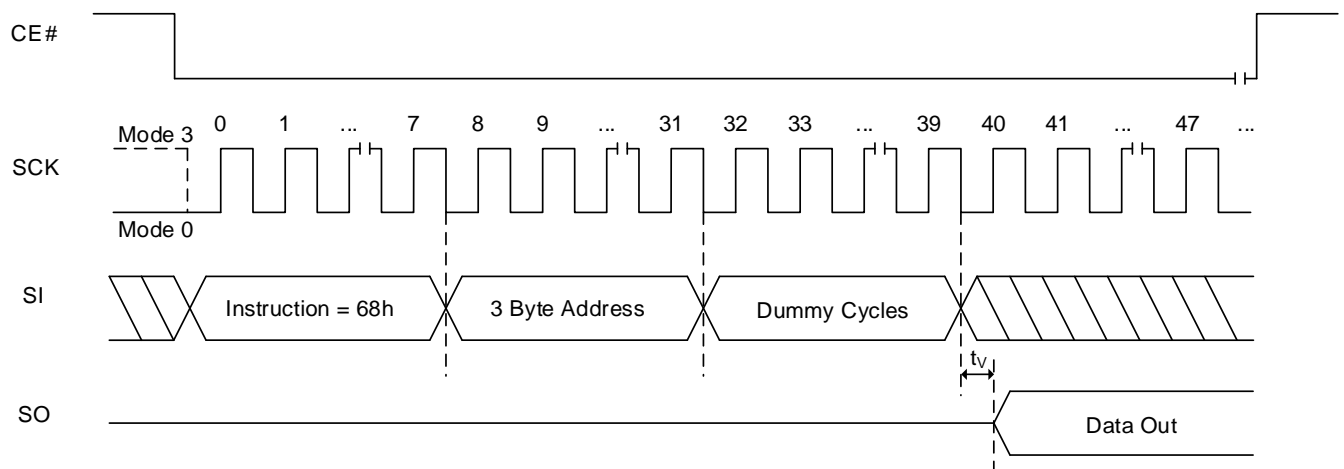 CE#
0 1 ... 7 8 9 ... 31 32 33 ... 39 40 41 ... 47 ...
Mode 3
SCK
Mode 0
SI
Instruction = 68h
3 Byte Address
Dummy Cycles
tV
SO
Data Out